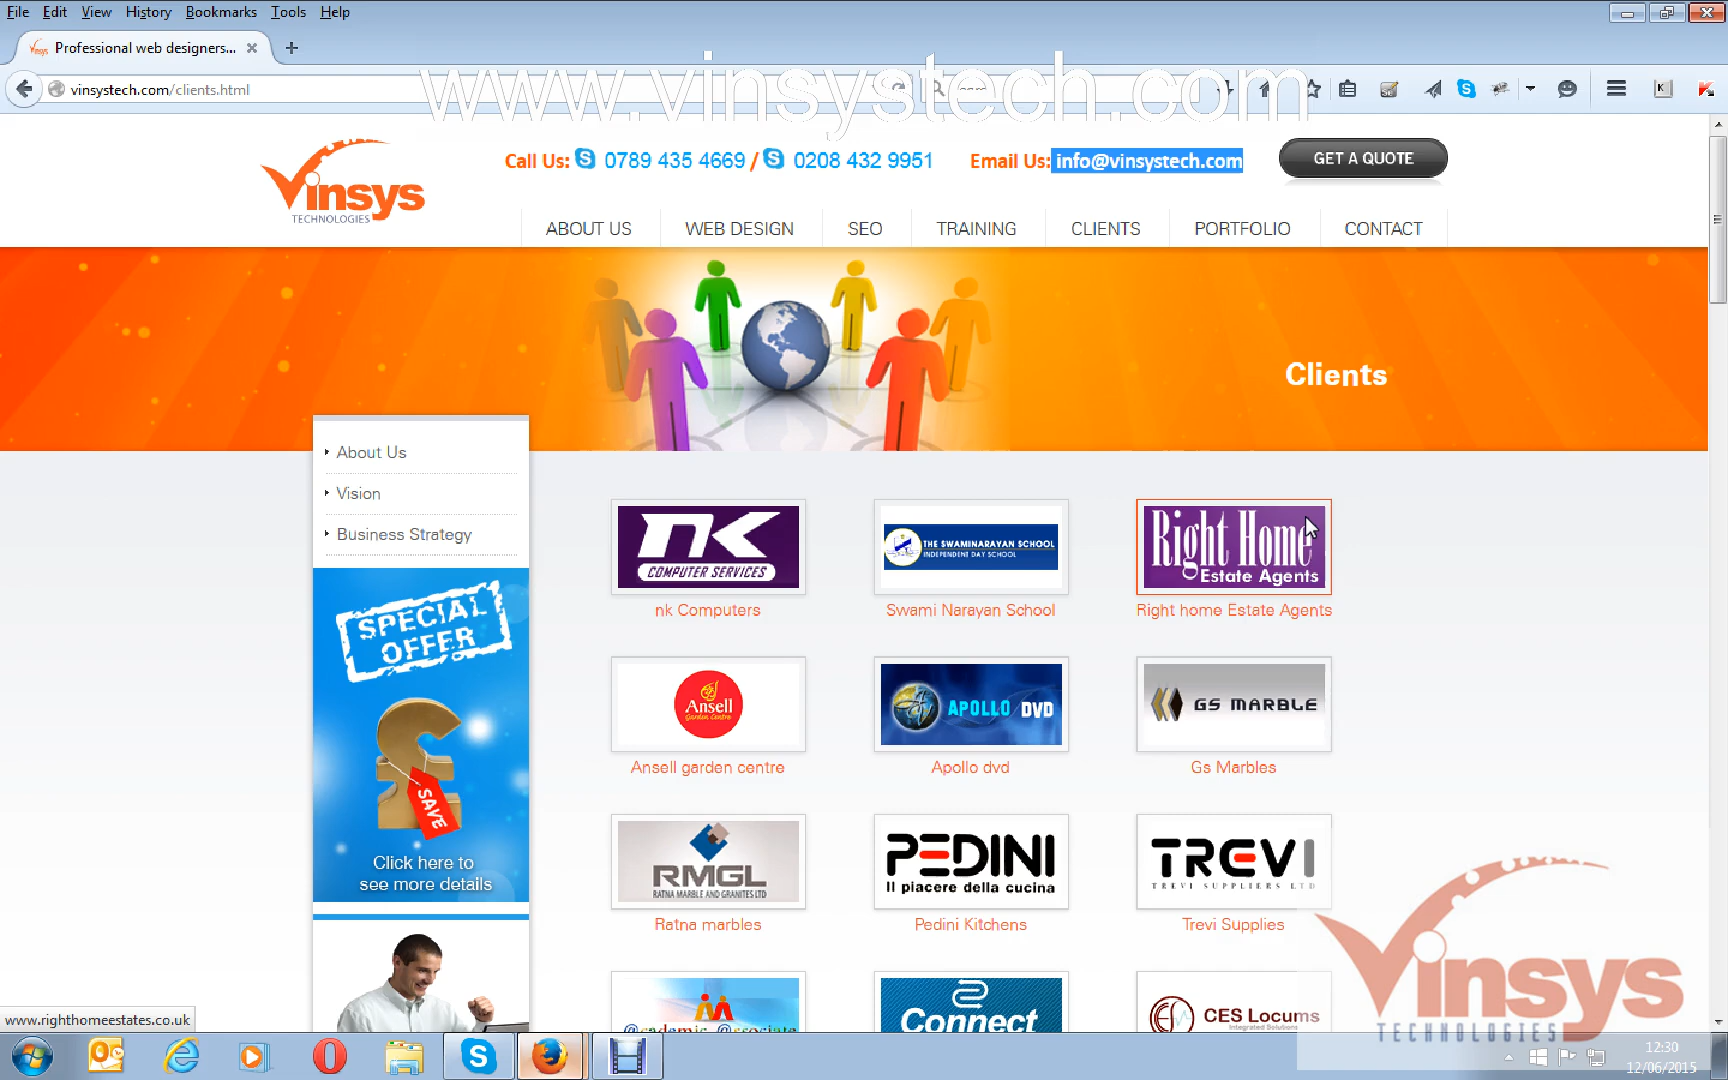 File Edit View History Bookmarks Tools Help
Professional web designers...
vinsystech.com/clients.html
www.vinsystech.com
Vinsys
TECHNOLOGIES
Call Us: 0789 435 4669 / 0208 432 9951
Email Us: info@vinsystech.com
GET A QUOTE
ABOUT US WEB DESIGN SEO TRAINING CLIENTS PORTFOLIO CONTACT
Clients
About Us
Vision
Business Strategy
SPECIAL
OFFER
SAVE
Click here to
see more details
NK
COMPUTER SERVICES
nk Computers
THE SWAMINARAYAN SCHOOL
INDEPENDENT DAY SCHOOL
Swami Narayan School
Right Home
Estate Agents
Right home Estate Agents
Ansell
Garden Centre
Ansell garden centre
APOLLO DVD
Apollo dvd
GS MARBLE
Gs Marbles
RMGL
RATNA MARBLE AND GRANITES LTD
Ratna marbles
PEDINI
Il piacere della cucina
Pedini Kitchens
TREVI
TREVI SUPPLIERS LTD
Trevi Supplies
@cademic @ssociate
Connect
CES Locums
Integrated Solutions
www.righthomeestates.co.uk
Vinsys
TECHNOLOGIES
12:30
12/06/2015